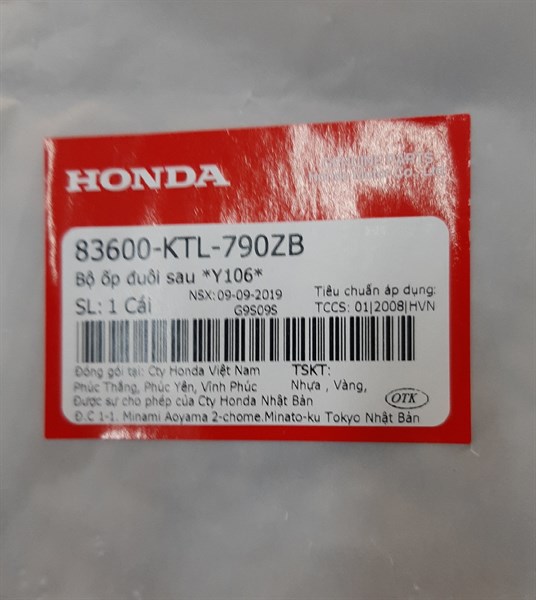 HONDA
83600-KTL-790ZB
Bộ ốp đuôi sau *Y106*
SL: 1 Cái
NSX: 09-09-2019
G9S09S
Tiêu chuẩn áp dụng:
TCCS: 01|2008|HVN
Đóng gói tại: Cty Honda Việt Nam
Phúc Thắng, Phúc Yên, Vĩnh Phúc
Được sự cho phép của Cty Honda Nhật Bản
Đ.C 1-1. Minami Aoyama 2-chome.Minato-ku Tokyo Nhật Bản
TSKT:
Nhựa , Vàng,
OTK